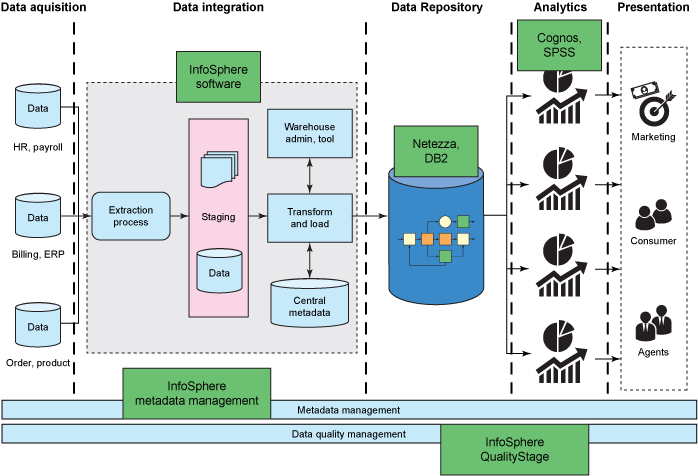 Data aquisition
Data integration
Data Repository
Analytics
Presentation
InfoSphere
software
Cognos,
SPSS
Data
HR, payroll
Data
Billing, ERP
Data
Order, product
Extraction
process
Staging
Data
Warehouse
admin, tool
Transform
and load
Central
metadata
Netezza,
DB2
Marketing
Consumer
Agents
InfoSphere
metadata management
Metadata management
Data quality management
InfoSphere
QualityStage